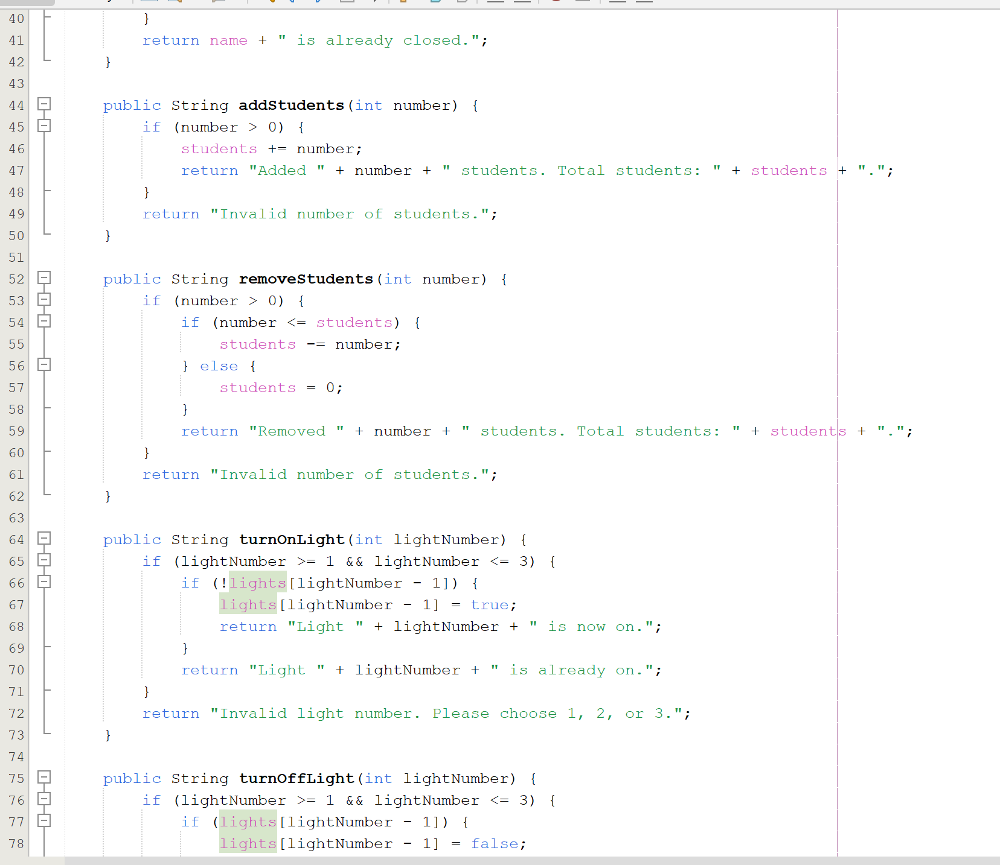 40 }
41 return name + " is already closed.";
42 }
43
44 public String addStudents(int number) {
45 if (number > 0) {
46 students += number;
47 return "Added " + number + " students. Total students: " + students + ".";
48 }
49 return "Invalid number of students.";
50 }
51
52 public String removeStudents(int number) {
53 if (number > 0) {
54 if (number <= students) {
55 students -= number;
56 } else {
57 students = 0;
58 }
59 return "Removed " + number + " students. Total students: " + students + ".";
60 }
61 return "Invalid number of students.";
62 }
63
64 public String turnOnLight(int lightNumber) {
65 if (lightNumber >= 1 && lightNumber <= 3) {
66 if (!lights[lightNumber - 1]) {
67 lights[lightNumber - 1] = true;
68 return "Light " + lightNumber + " is now on.";
69 }
70 return "Light " + lightNumber + " is already on.";
71 }
72 return "Invalid light number. Please choose 1, 2, or 3.";
73 }
74
75 public String turnOffLight(int lightNumber) {
76 if (lightNumber >= 1 && lightNumber <= 3) {
77 if (lights[lightNumber - 1]) {
78 lights[lightNumber - 1] = false;